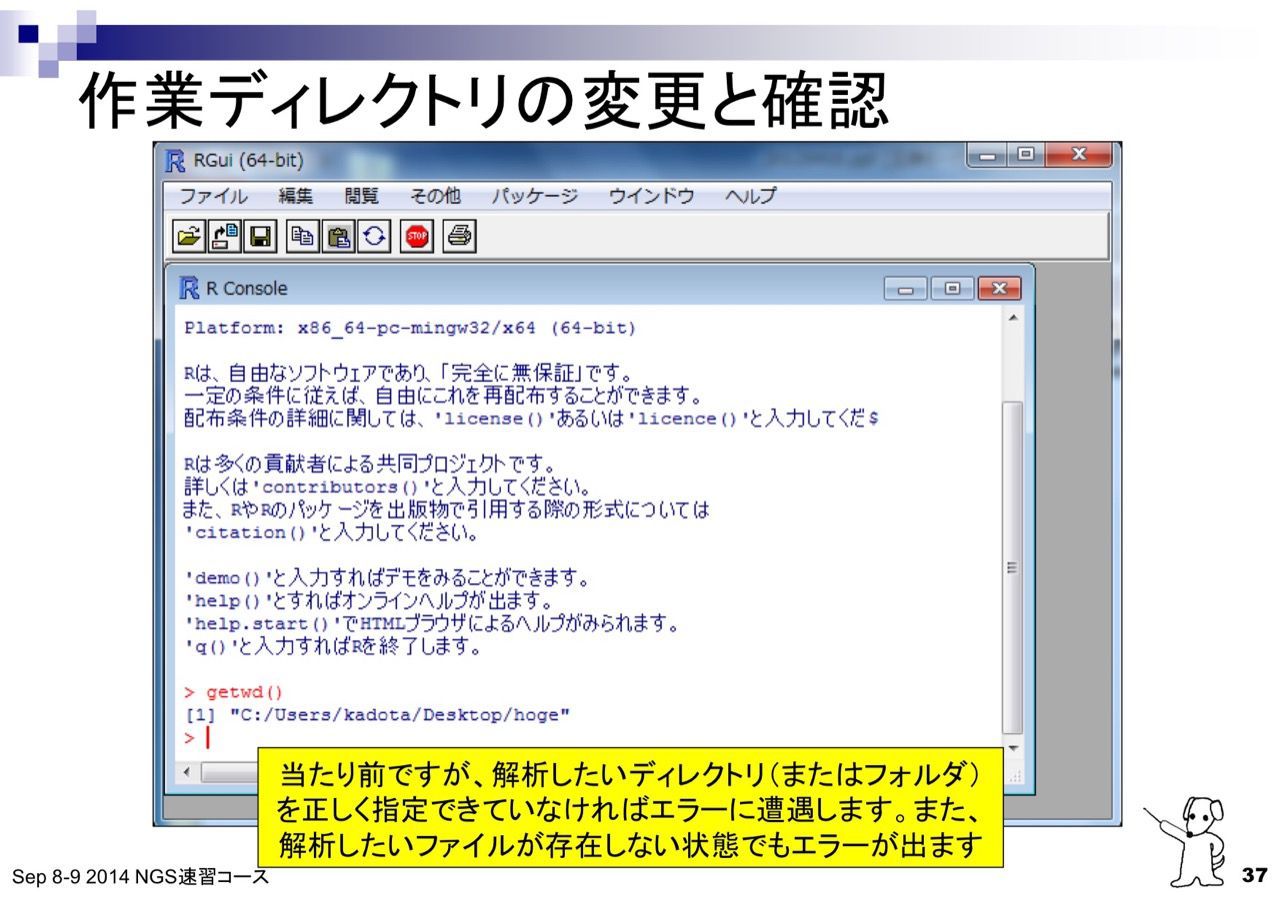 作業ディレクトリの変更と確認
RGui (64-bit)
ファイル 編集 閲覧 その他 パッケージ ウインドウ ヘルプ
STOP
R Console
Platform: x86_64-pc-mingw32/x64 (64-bit)
Rは、自由なソフトウェアであり、「完全に無保証」です。
一定の条件に従えば、自由にこれを再配布することができます。
配布条件の詳細に関しては、'license()'あるいは'licence()'と入力してくだ$
Rは多くの貢献者による共同プロジェクトです。
詳しくは'contributors()'と入力してください。
また、RやRのパッケージを出版物で引用する際の形式については
'citation()'と入力してください。
'demo()'と入力すればデモをみることができます。
'help()'とすればオンラインヘルプが出ます。
'help.start()'でHTMLブラウザによるヘルプがみられます。
'q()'と入力すればRを終了します。
> getwd()
[1] "C:/Users/kadota/Desktop/hoge"
>
当たり前ですが、解析したいディレクトリ(またはフォルダ)
を正しく指定できていなければエラーに遭遇します。また、
解析したいファイルが存在しない状態でもエラーが出ます
Sep 8-9 2014 NGS速習コース
37